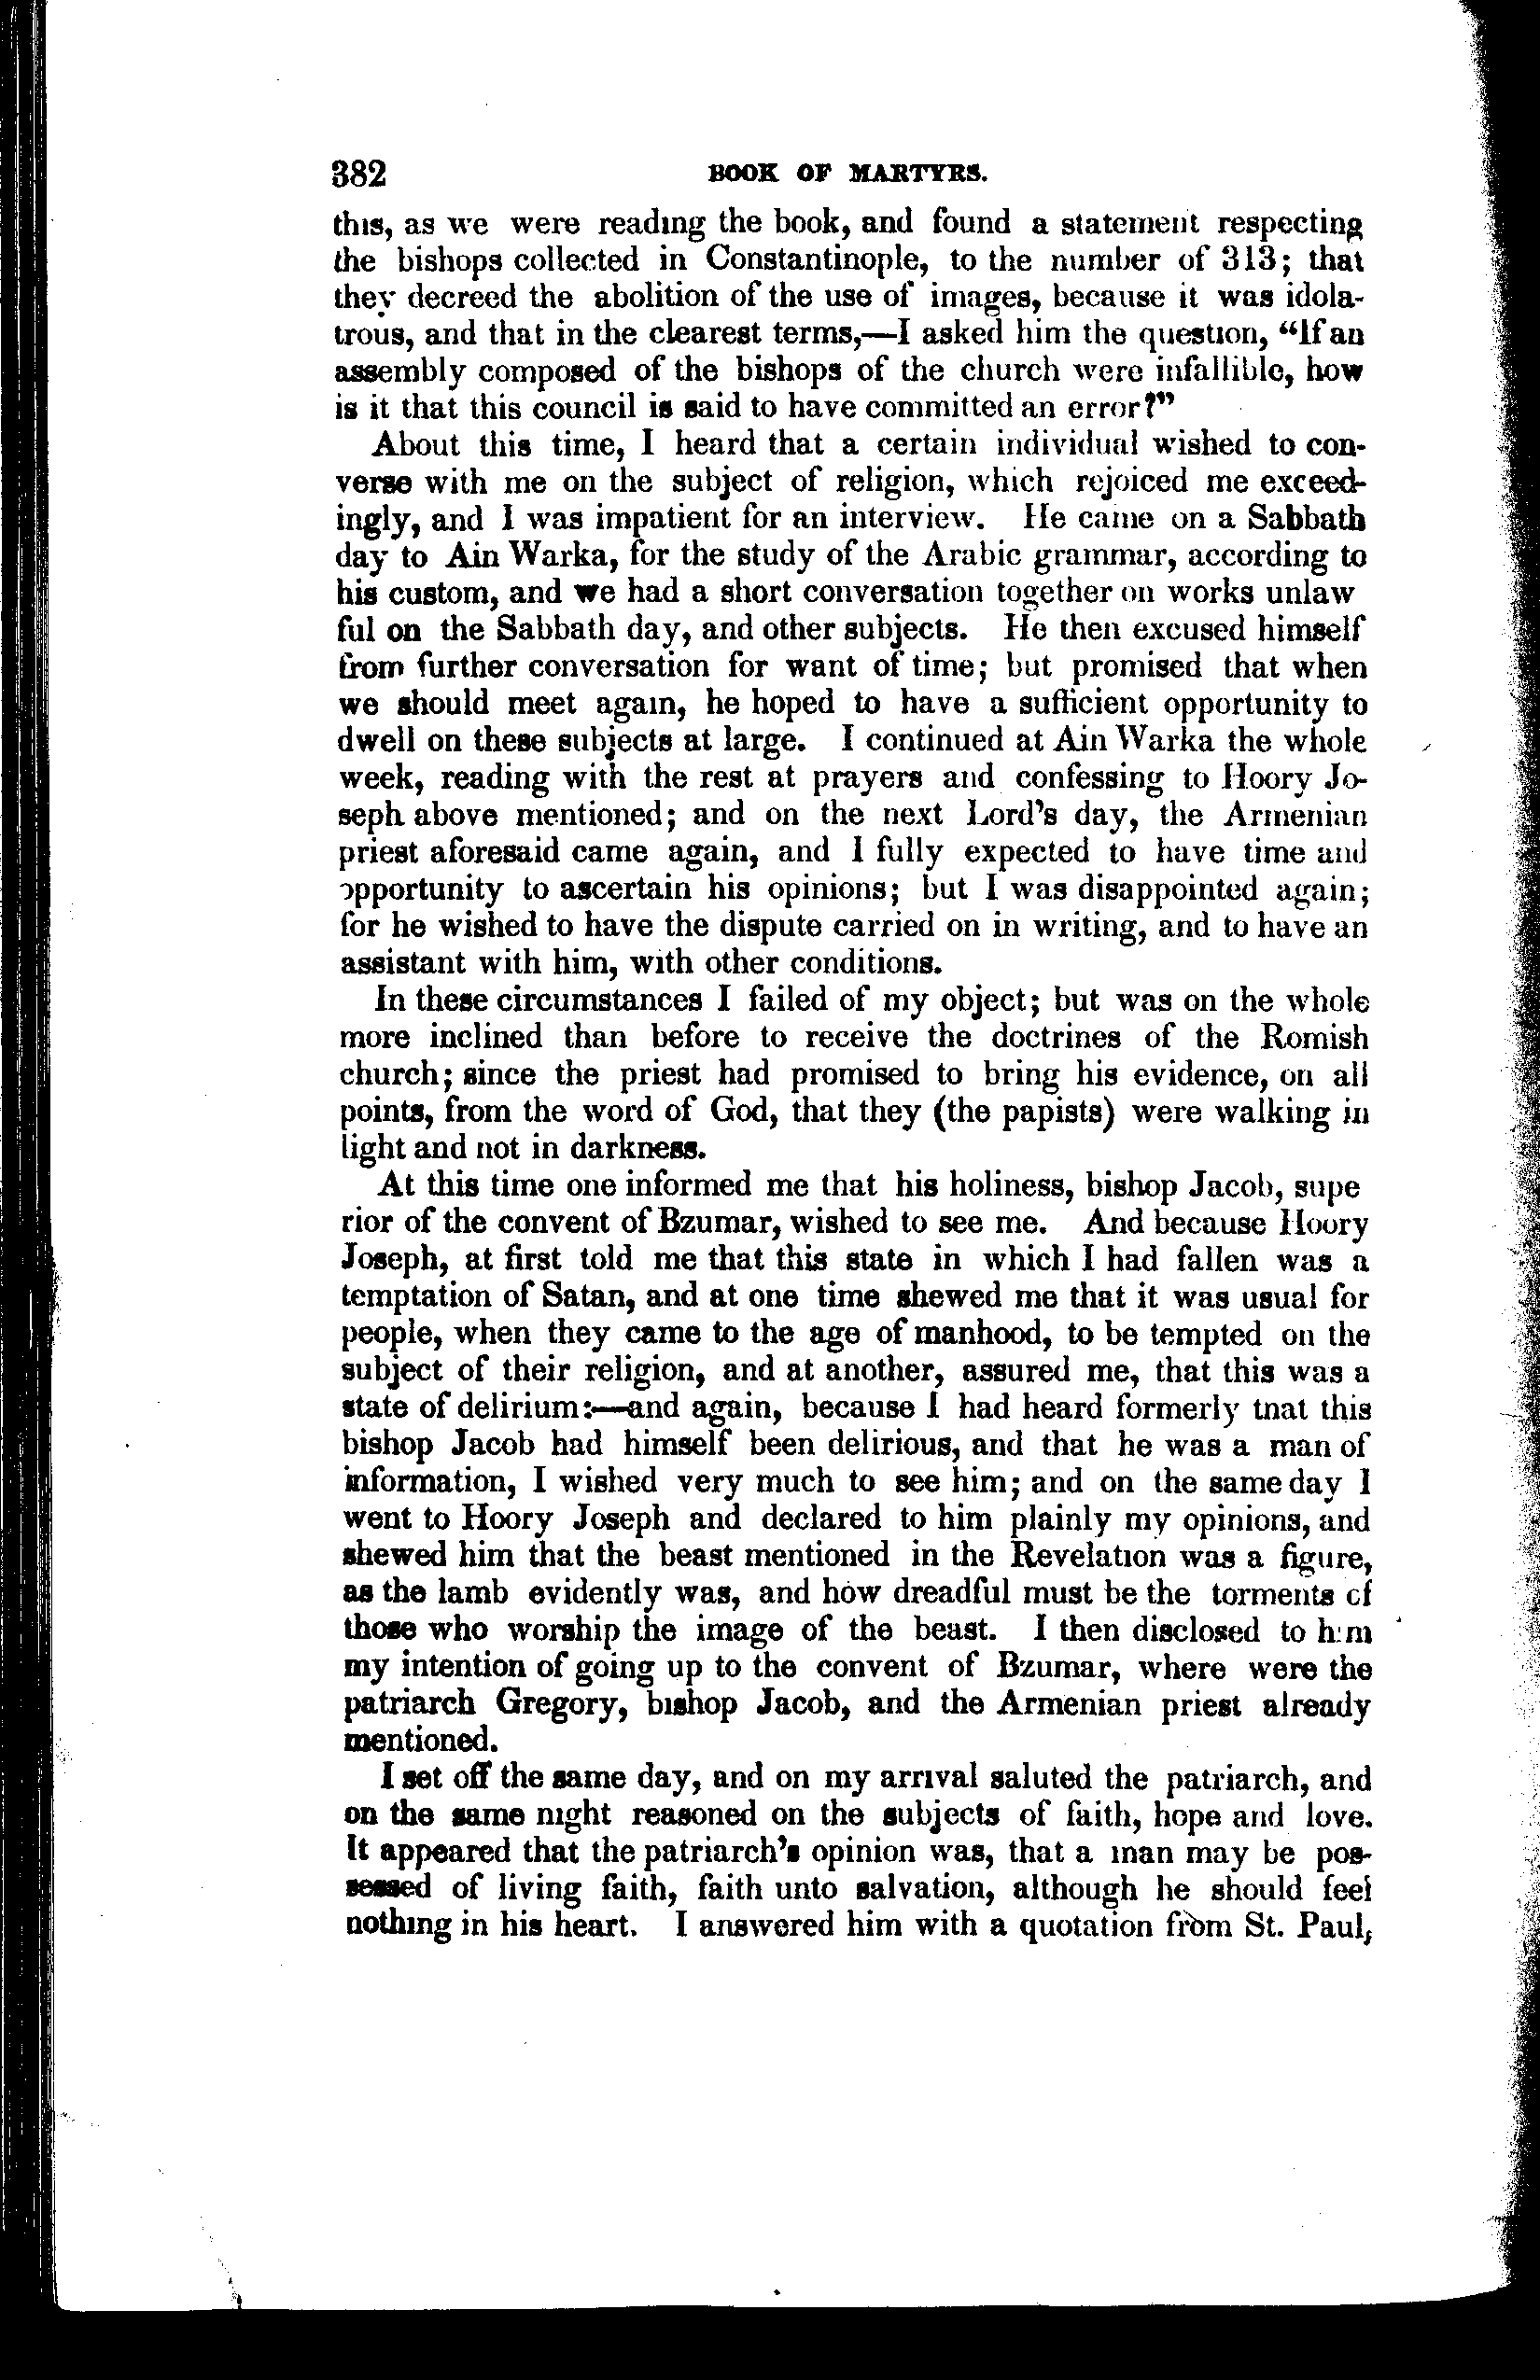 382 BOOK OF MARTYRS.
this, as we were reading the book, and found a statement respecting
the bishops collected in Constantinople, to the number of 313; that
they decreed the abolition of the use of images, because it was idola-
trous, and that in the clearest terms,—I asked him the question, “If an
assembly composed of the bishops of the church were infallible, how
is it that this council is said to have committed an error?”
About this time, I heard that a certain individual wished to con-
verse with me on the subject of religion, which rejoiced me exceed-
ingly, and I was impatient for an interview. He came on a Sabbath
day to Ain Warka, for the study of the Arabic grammar, according to
his custom, and we had a short conversation together on works unlaw
ful on the Sabbath day, and other subjects. He then excused himself
from further conversation for want of time; but promised that when
we should meet again, he hoped to have a sufficient opportunity to
dwell on these subjects at large. I continued at Ain Warka the whole
week, reading with the rest at prayers and confessing to Hoory Jo-
seph above mentioned; and on the next Lord's day, the Armenian
priest aforesaid came again, and I fully expected to have time and
opportunity to ascertain his opinions; but I was disappointed again;
for he wished to have the dispute carried on in writing, and to have an
assistant with him, with other conditions.
In these circumstances I failed of my object; but was on the whole
more inclined than before to receive the doctrines of the Romish
church; since the priest had promised to bring his evidence, on all
points, from the word of God, that they (the papists) were walking in
light and not in darkness.
At this time one informed me that his holiness, bishop Jacob, supe
rior of the convent of Bzumar, wished to see me. And because Hoory
Joseph, at first told me that this state in which I had fallen was a
temptation of Satan, and at one time shewed me that it was usual for
people, when they came to the age of manhood, to be tempted on the
subject of their religion, and at another, assured me, that this was a
state of delirium:—and again, because I had heard formerly tnat this
bishop Jacob had himself been delirious, and that he was a man of
information, I wished very much to see him; and on the same day I
went to Hoory Joseph and declared to him plainly my opinions, and
shewed him that the beast mentioned in the Revelation was a figure,
as the lamb evidently was, and how dreadful must be the torments of
those who worship the image of the beast. I then disclosed to him
my intention of going up to the convent of Bzumar, where were the
patriarch Gregory, bishop Jacob, and the Armenian priest already
mentioned.
I set off the same day, and on my arrival saluted the patriarch, and
on the same night reasoned on the subjects of faith, hope and love.
It appeared that the patriarch's opinion was, that a man may be pos-
sessed of living faith, faith unto salvation, although he should feel
nothing in his heart. I answered him with a quotation from St. Paul,